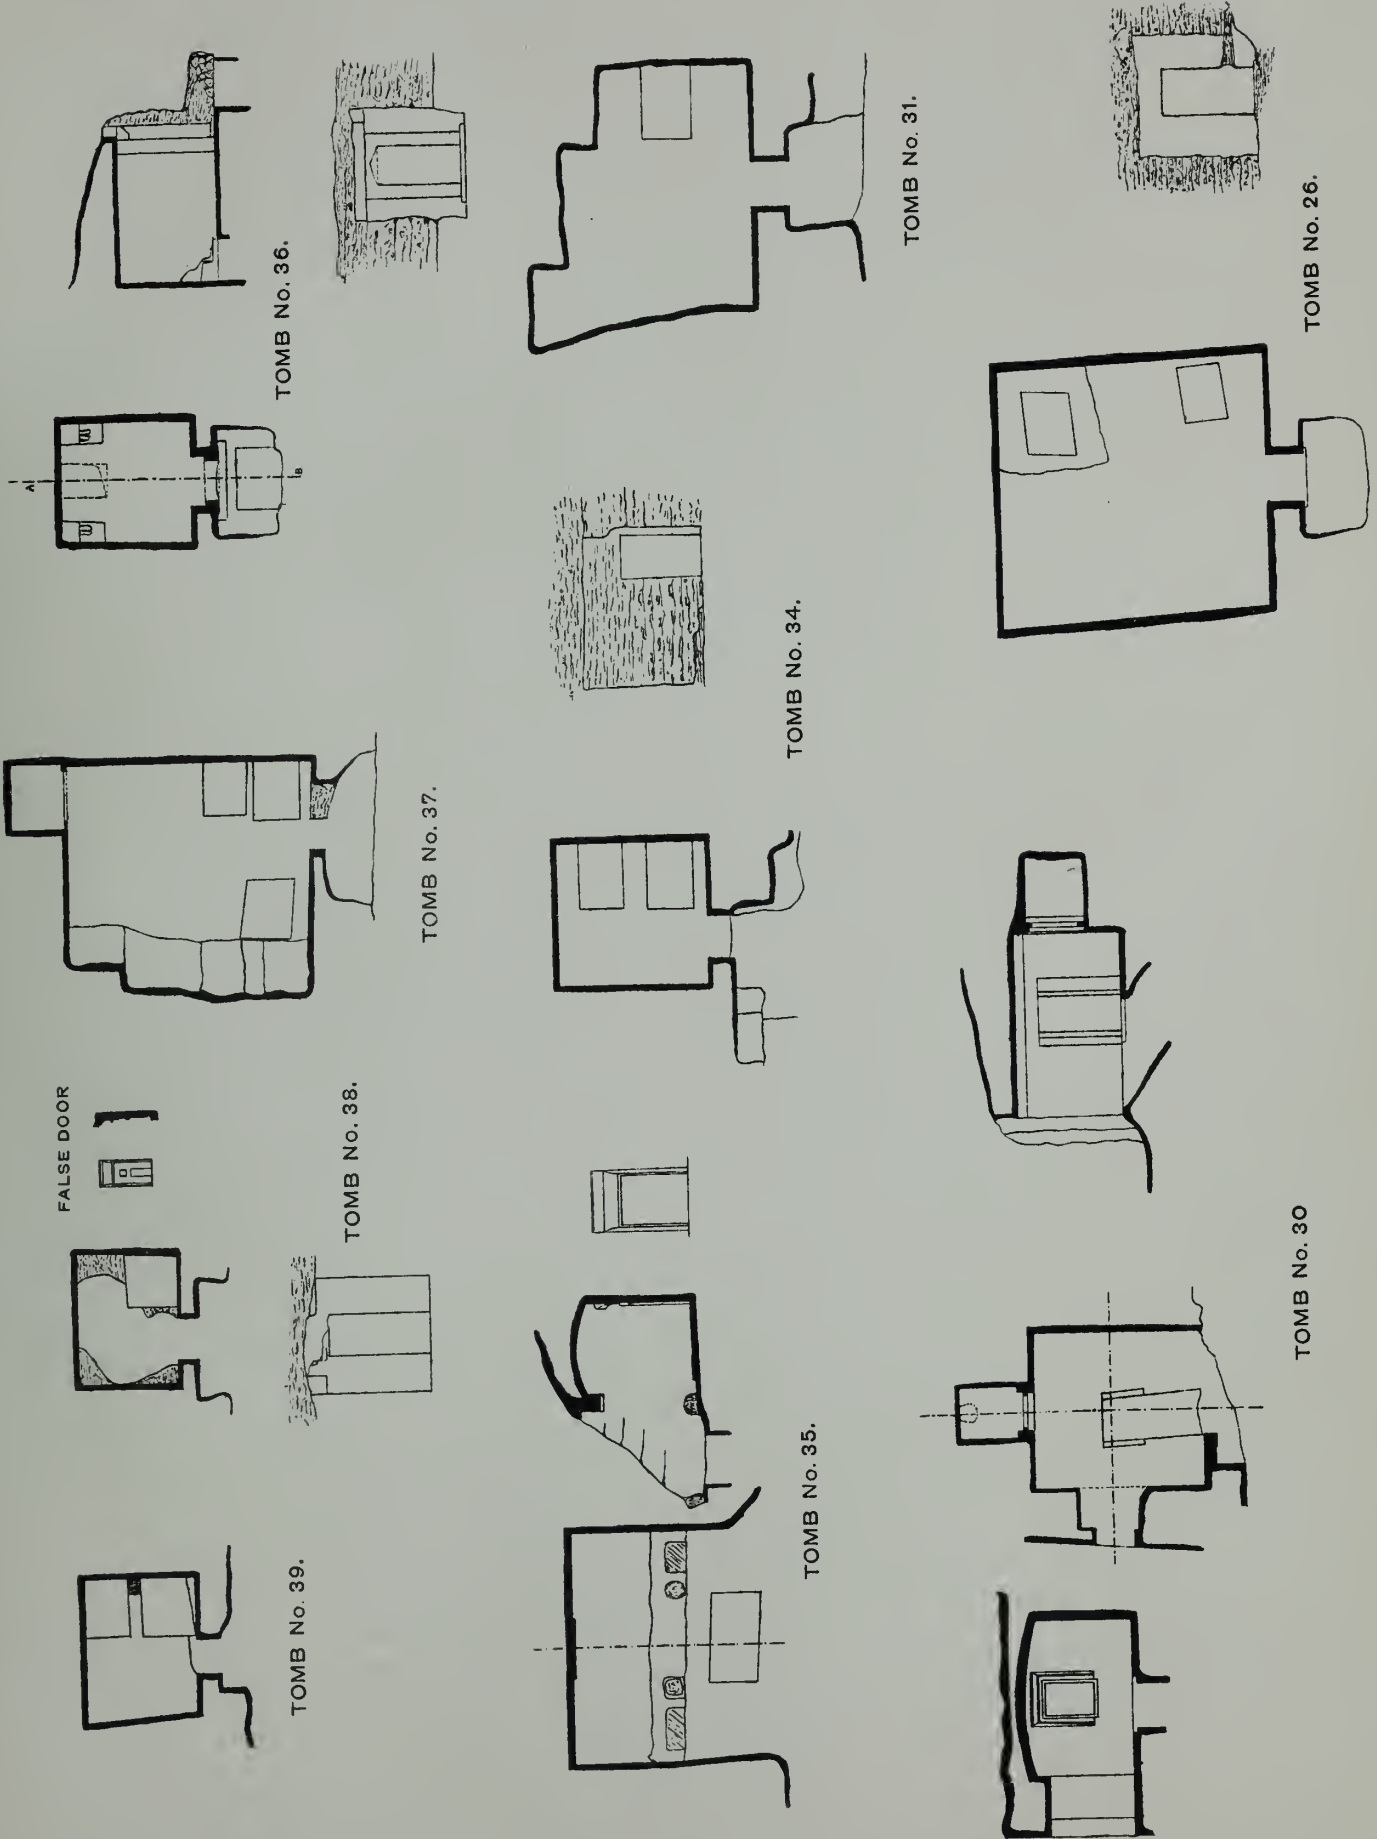 FALSE DOOR
TOMB No. 39.
TOMB No. 38.
TOMB No. 37.
A
B
TOMB No. 36.
TOMB No. 35.
TOMB No. 34.
TOMB No. 31.
TOMB No. 30
TOMB No. 26.